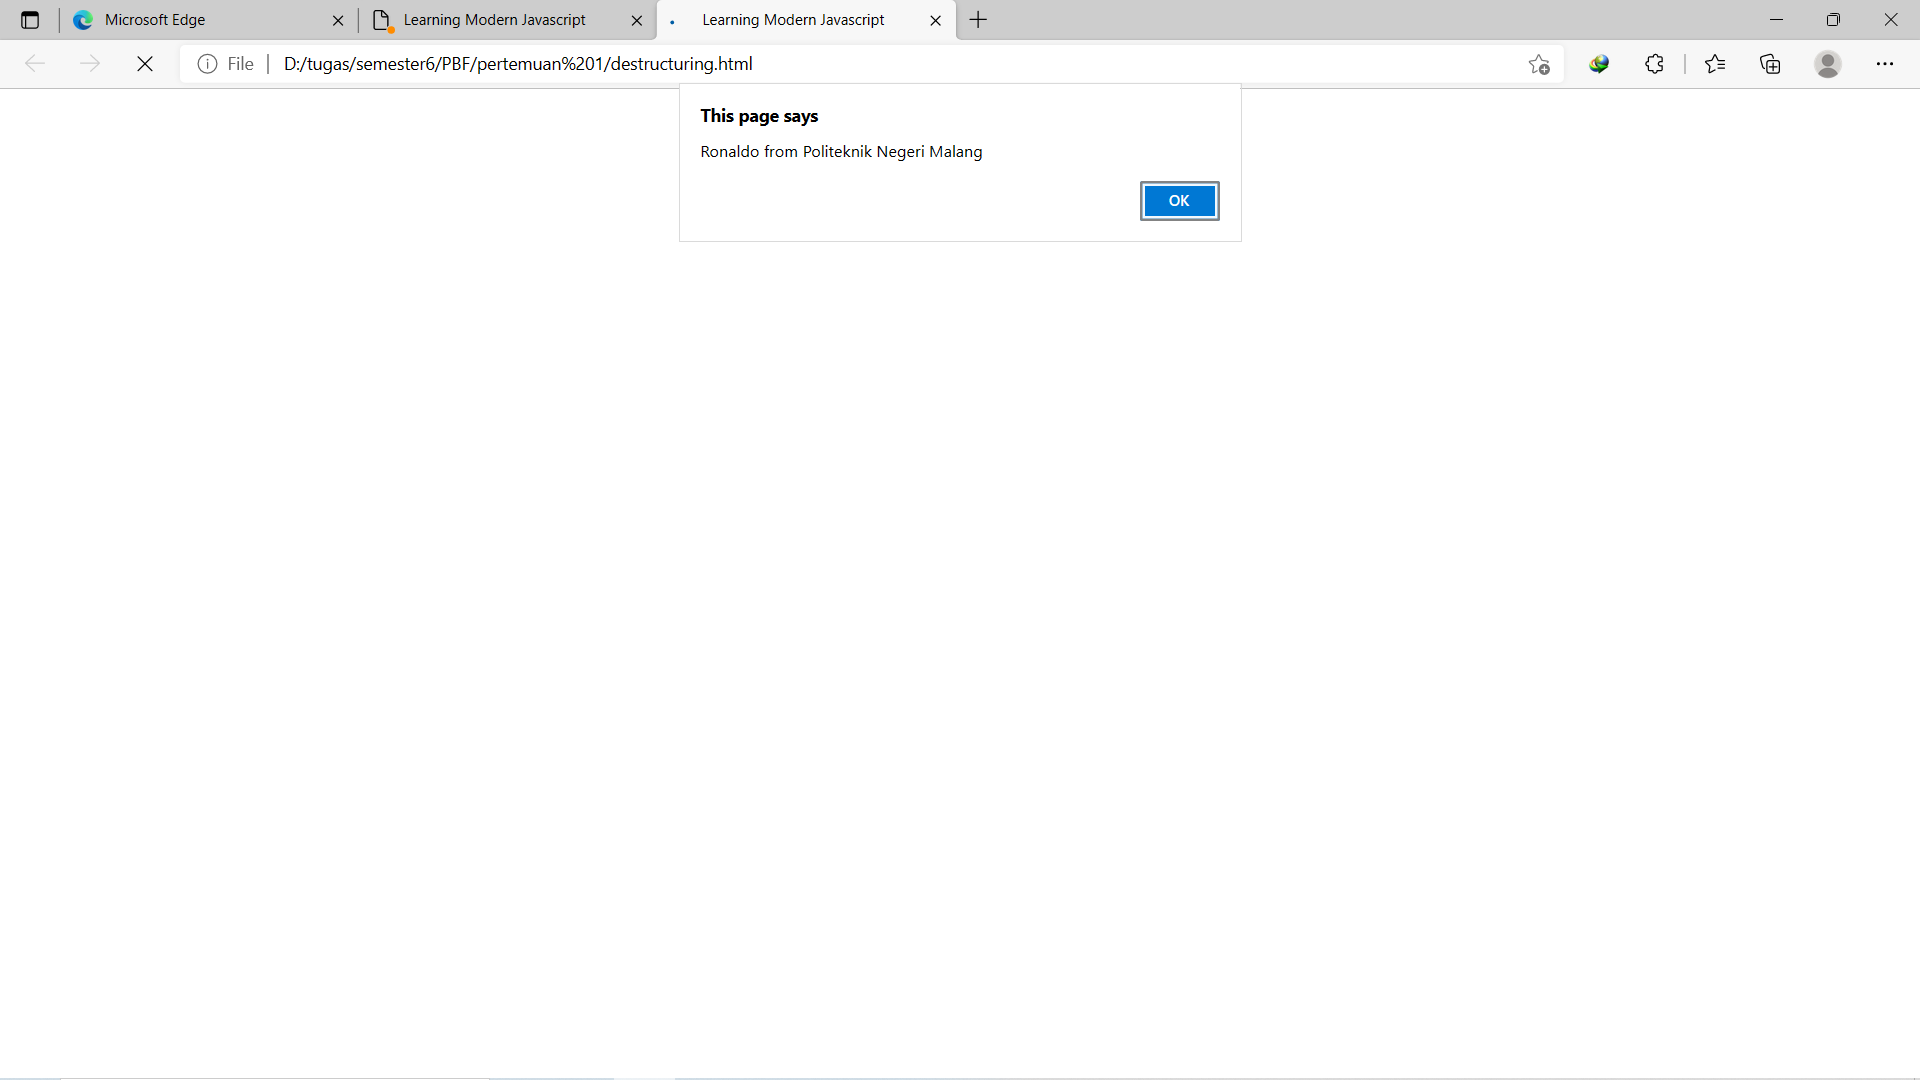 Microsoft Edge
Learning Modern Javascript
Learning Modern Javascript
File
D:/tugas/semester6/PBF/pertemuan%201/destructuring.html
This page says
Ronaldo from Politeknik Negeri Malang
OK